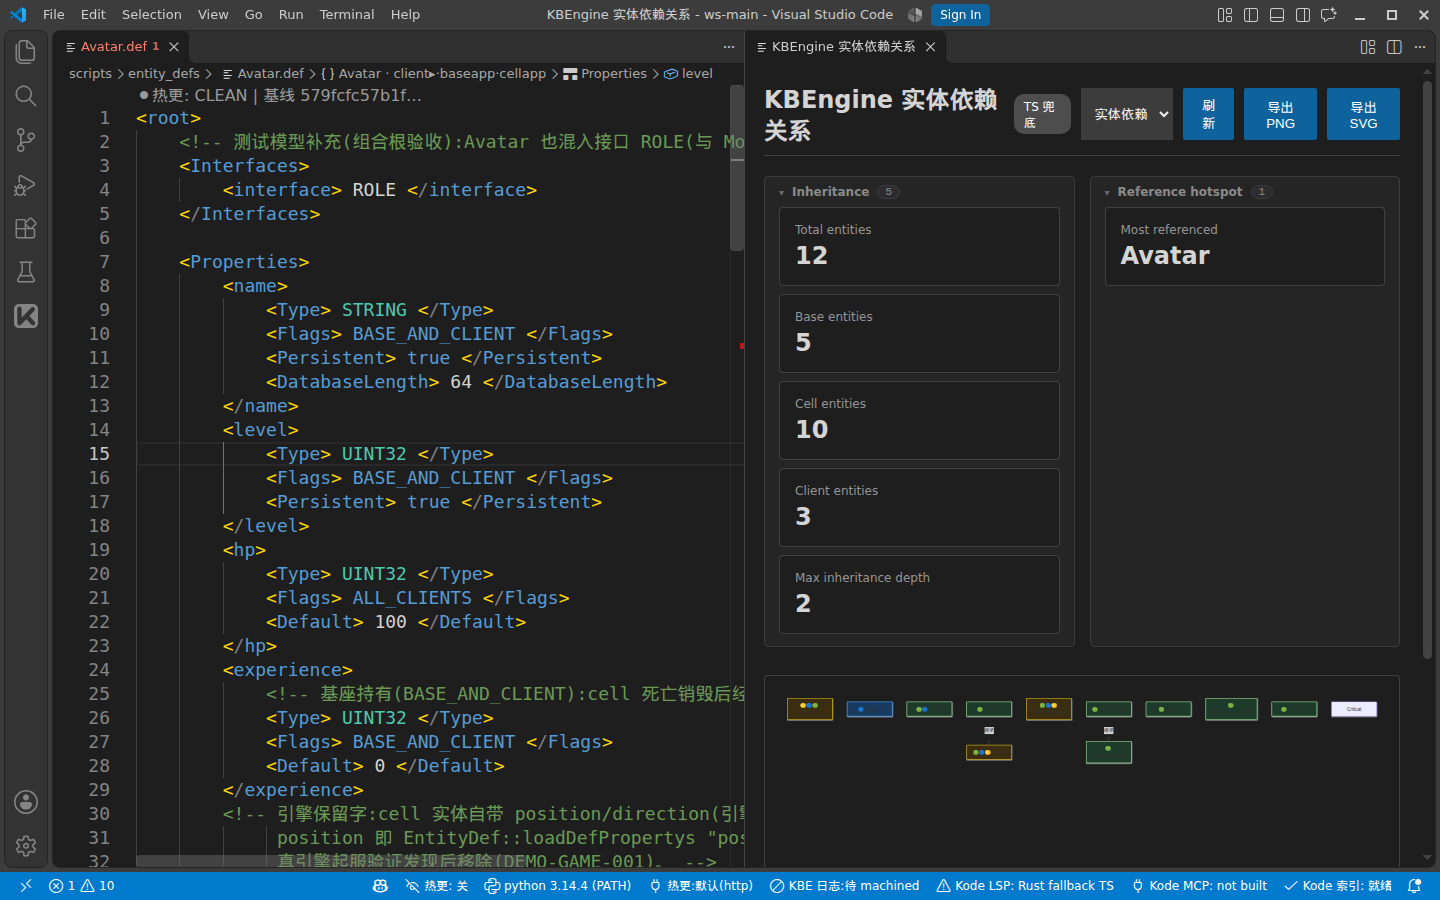 File Edit Selection View Go Run Terminal Help
KBEngine 实体依赖关系 - ws-main - Visual Studio Code
Sign In
Avatar.def 1
scripts > entity_defs > Avatar.def > { } Avatar · client▸·baseapp·cellapp > Properties > level
热更: CLEAN | 基线 579fcfc57b1f…
1 <root>
2 <!-- 测试模型补充(组合根验收):Avatar 也混入接口 ROLE(与 Mo
3 <Interfaces>
4 <interface> ROLE </interface>
5 </Interfaces>
6
7 <Properties>
8 <name>
9 <Type> STRING </Type>
10 <Flags> BASE_AND_CLIENT </Flags>
11 <Persistent> true </Persistent>
12 <DatabaseLength> 64 </DatabaseLength>
13 </name>
14 <level>
15 <Type> UINT32 </Type>
16 <Flags> BASE_AND_CLIENT </Flags>
17 <Persistent> true </Persistent>
18 </level>
19 <hp>
20 <Type> UINT32 </Type>
21 <Flags> ALL_CLIENTS </Flags>
22 <Default> 100 </Default>
23 </hp>
24 <experience>
25 <!-- 基座持有(BASE_AND_CLIENT):cell 死亡销毁后经
26 <Type> UINT32 </Type>
27 <Flags> BASE_AND_CLIENT </Flags>
28 <Default> 0 </Default>
29 </experience>
30 <!-- 引擎保留字:cell 实体自带 position/direction(引擎
31 position 即 EntityDef::loadDefPropertys "pos
32 真引擎起服验证发现后移除(DEMO-GAME-001)。 -->
KBEngine 实体依赖关系
KBEngine 实体依赖
关系
TS 兜
底
实体依赖
刷
新
导出
PNG
导出
SVG
Inheritance 5
Total entities
12
Base entities
5
Cell entities
10
Client entities
3
Max inheritance depth
2
Reference hotspot 1
Most referenced
Avatar
Critical
1 10
热更: 关
python 3.14.4 (PATH)
热更:默认(http)
KBE 日志:待 machined
Kode LSP: Rust fallback TS
Kode MCP: not built
Kode 索引: 就绪